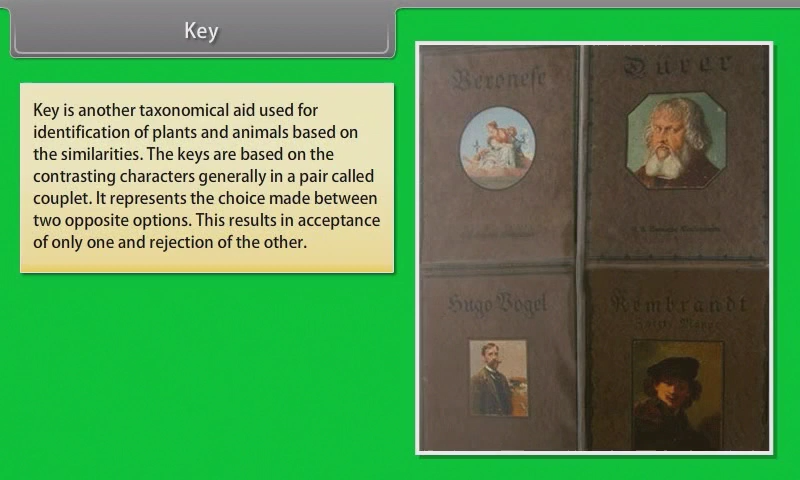 Key
Key is another taxonomical aid used for
identification of plants and animals based on
the similarities. The keys are based on the
contrasting characters generally in a pair called
couplet. It represents the choice made between
two opposite options. This results in acceptance
of only one and rejection of the other.
Veronese
Dürer
Hugo Vogel
Rembrandt